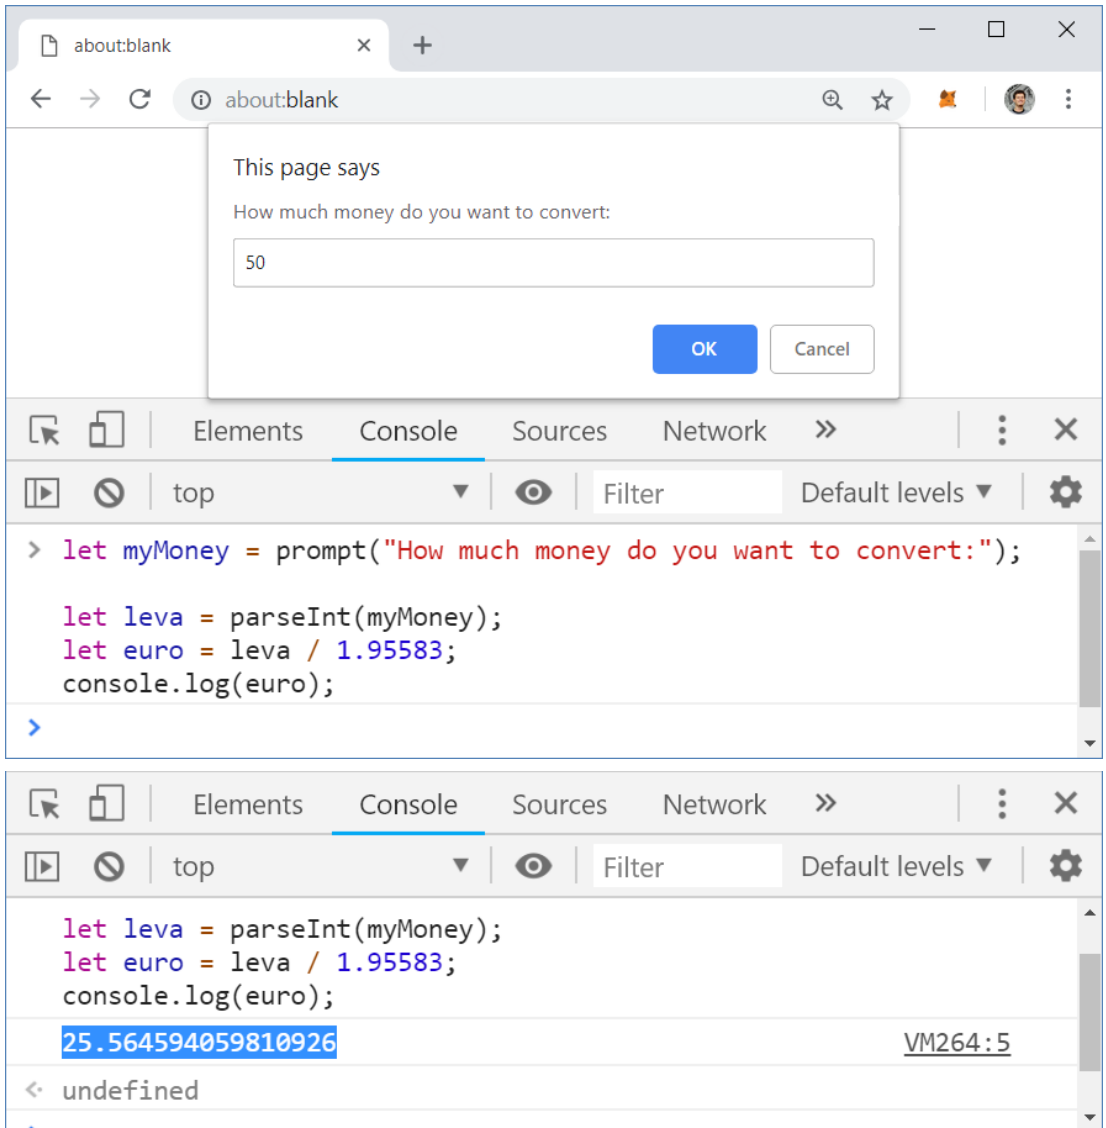 about:blank
about:blank
This page says
How much money do you want to convert:
50
OK Cancel
Elements Console Sources Network
top Filter Default levels
let myMoney = prompt("How much money do you want to convert:");
let leva = parseInt(myMoney);
let euro = leva / 1.95583;
console.log(euro);
Elements Console Sources Network
top Filter Default levels
let leva = parseInt(myMoney);
let euro = leva / 1.95583;
console.log(euro);
25.564594059810926 VM264:5
undefined